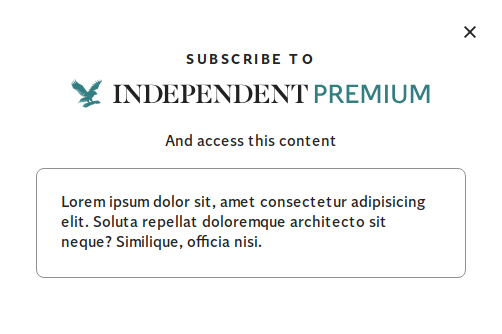 SUBSCRIBE TO
INDEPENDENT PREMIUM
And access this content
Lorem ipsum dolor sit, amet consectetur adipisicing
elit. Soluta repellat doloremque architecto sit
neque? Similique, officia nisi.